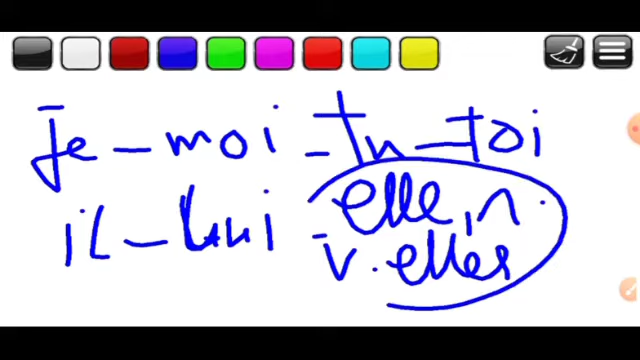 Je - moi - Tu - Toi
il - lui elle, n.
v. elles